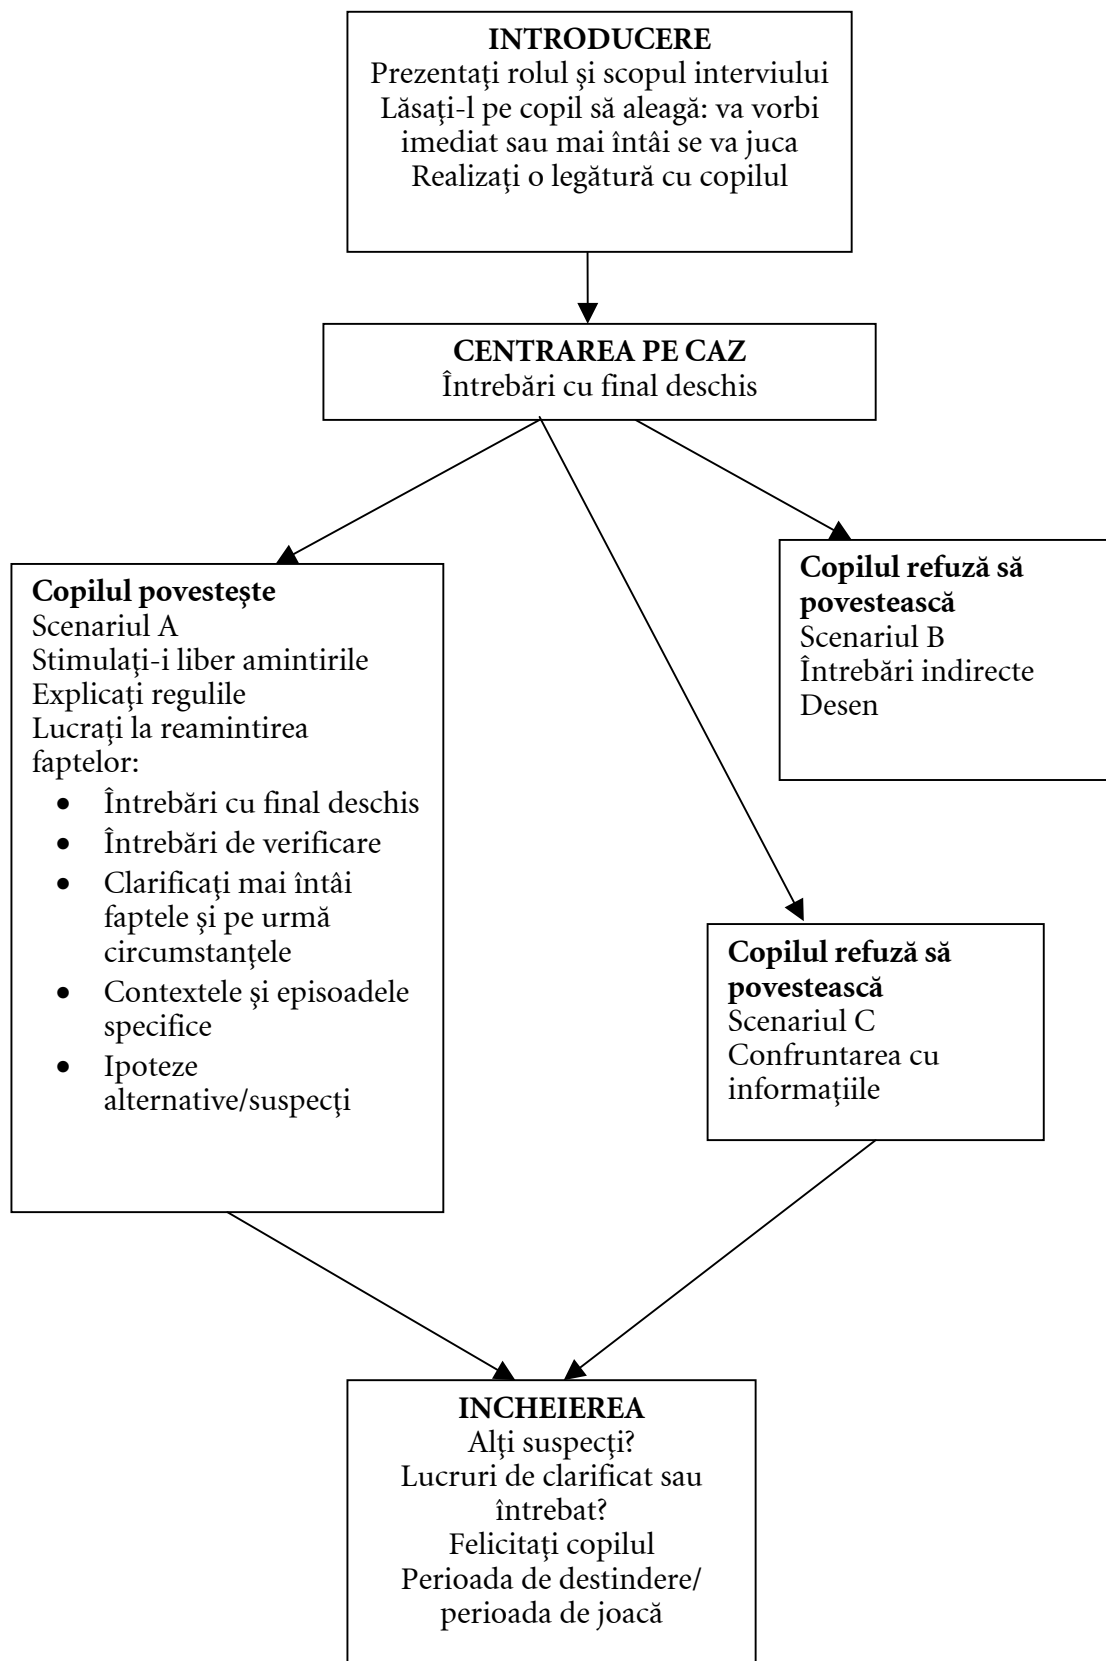 INTRODUCERE
Prezentaţi rolul şi scopul interviului
Lăsaţi-l pe copil să aleagă: va vorbi
imediat sau mai întâi se va juca
Realizaţi o legătură cu copilul
CENTRAREA PE CAZ
Întrebări cu final deschis
Copilul povesteşte
Scenariul A
Stimulaţi-i liber amintirile
Explicaţi regulile
Lucraţi la reamintirea
faptelor:
• Întrebări cu final deschis
• Întrebări de verificare
• Clarificaţi mai întâi
faptele şi pe urmă
circumstanţele
• Contextele şi episoadele
specifice
• Ipoteze
alternative/suspecţi
Copilul refuză să
povestească
Scenariul B
Întrebări indirecte
Desen
Copilul refuză să
povestească
Scenariul C
Confruntarea cu
informaţiile
INCHEIEREA
Alţi suspecţi?
Lucruri de clarificat sau
întrebat?
Felicitaţi copilul
Perioada de destindere/
perioada de joacă